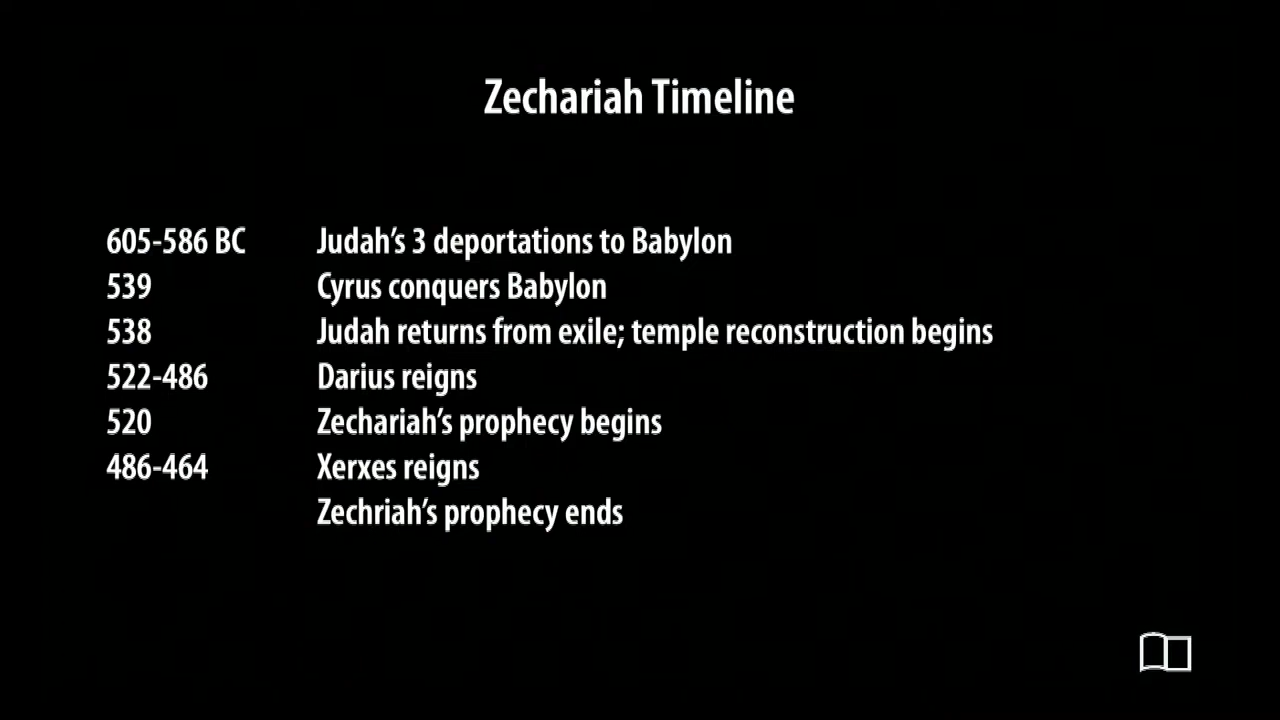 Zechariah Timeline
605-586 BC Judah’s 3 deportations to Babylon
539 Cyrus conquers Babylon
538 Judah returns from exile; temple reconstruction begins
522-486 Darius reigns
520 Zechariah’s prophecy begins
486-464 Xerxes reigns
Zechriah’s prophecy ends